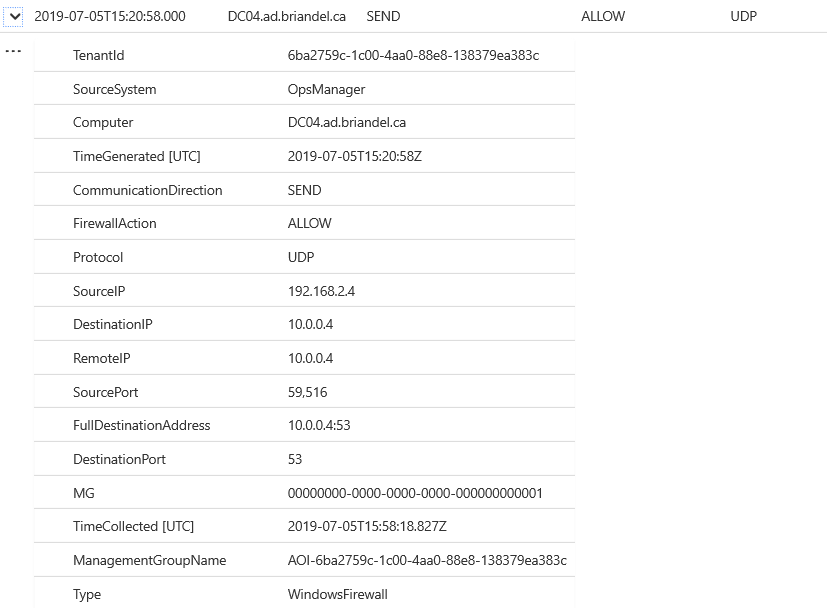 2019-07-05T15:20:58.000 DC04.ad.briandel.ca SEND ALLOW UDP
TenantId 6ba2759c-1c00-4aa0-88e8-138379ea383c
SourceSystem OpsManager
Computer DC04.ad.briandel.ca
TimeGenerated [UTC] 2019-07-05T15:20:58Z
CommunicationDirection SEND
FirewallAction ALLOW
Protocol UDP
SourceIP 192.168.2.4
DestinationIP 10.0.0.4
RemoteIP 10.0.0.4
SourcePort 59,516
FullDestinationAddress 10.0.0.4:53
DestinationPort 53
MG 00000000-0000-0000-0000-000000000001
TimeCollected [UTC] 2019-07-05T15:58:18.827Z
ManagementGroupName AOI-6ba2759c-1c00-4aa0-88e8-138379ea383c
Type WindowsFirewall